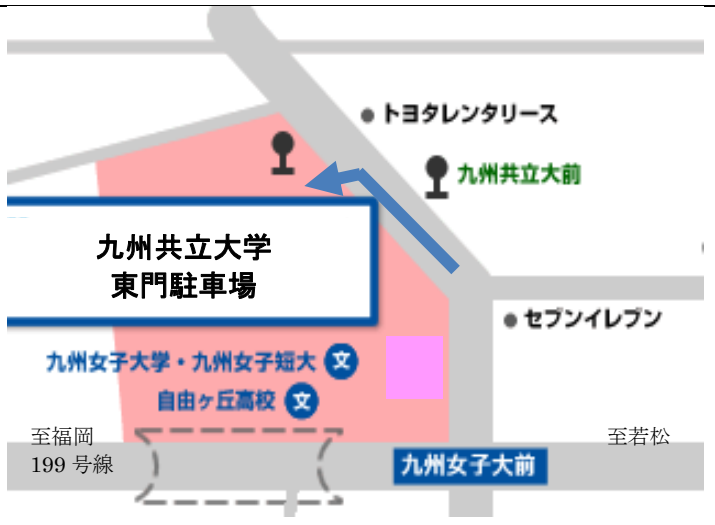 トヨタレンタリース
九州共立大前
九州共立大学
東門駐車場
セブンイレブン
九州女子大学・九州女子短大 文
自由ヶ丘高校 文
至福岡
至若松
199 号線
九州女子大前